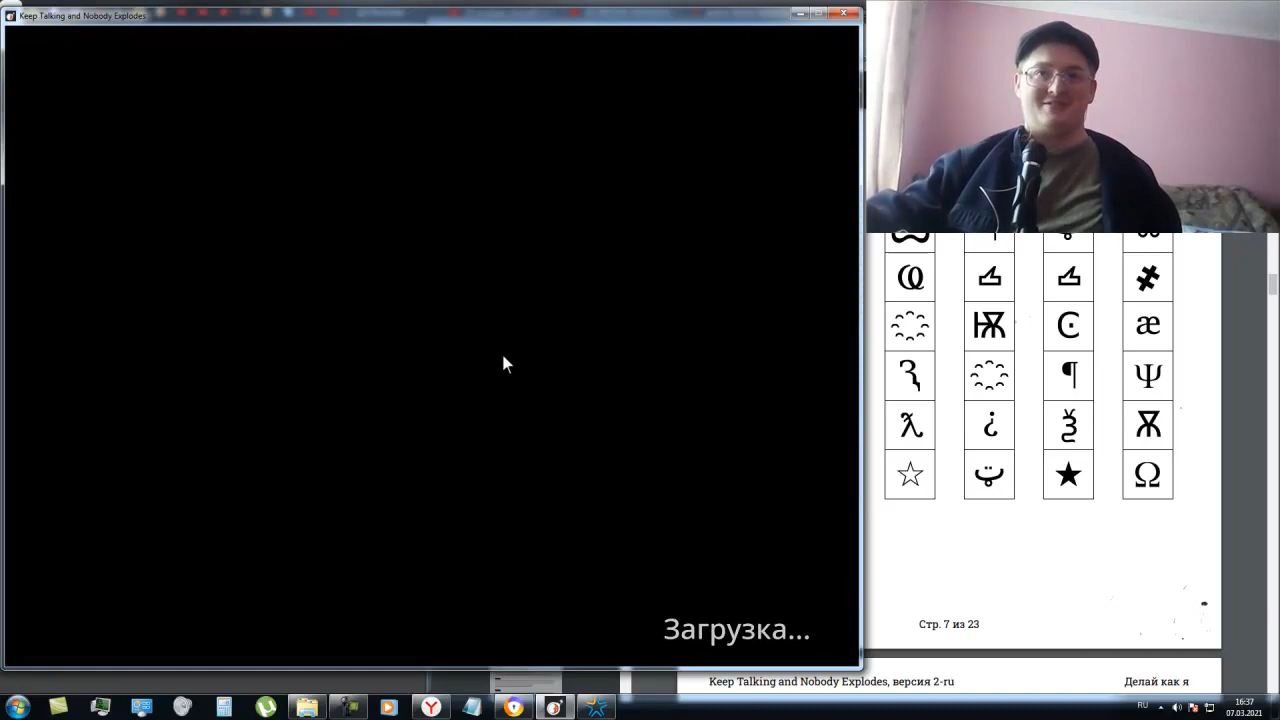 Keep Talking and Nobody Explodes
Загрузка...
æ
¶
Ψ
ƛ
¿
Ѯ
Ѫ
☆
★
Ω
Стр. 7 из 23
Keep Talking and Nobody Explodes, версия 2-ru
Делай как я
RU
16:37
07.03.2021